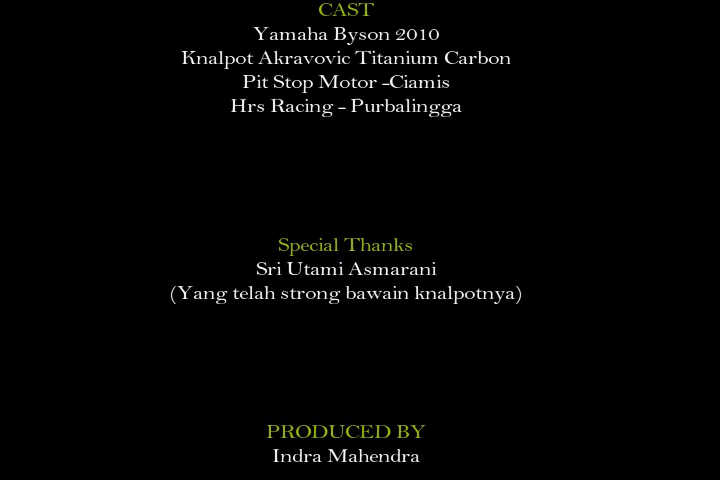 CAST
Yamaha Byson 2010
Knalpot Akravovic Titanium Carbon
Pit Stop Motor -Ciamis
Hrs Racing - Purbalingga
Special Thanks
Sri Utami Asmarani
(Yang telah strong bawain knalpotnya)
PRODUCED BY
Indra Mahendra